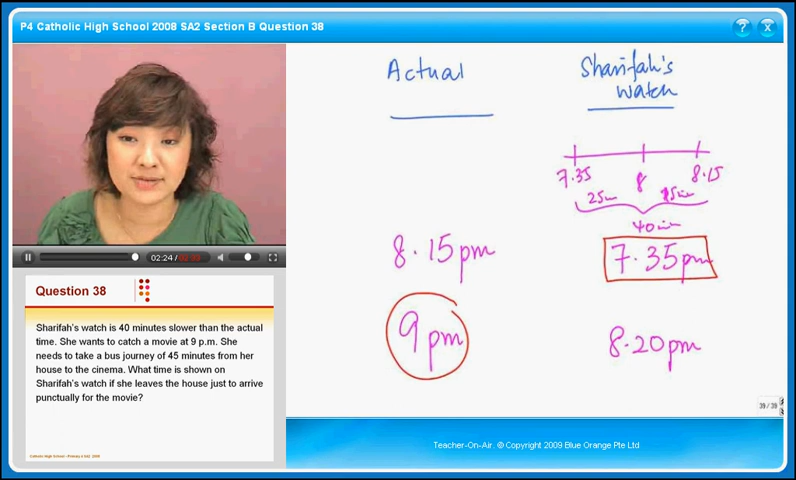 P4 Catholic High School 2008 SA2 Section B Question 38
? X
Actual
Sharifah's
watch
7.35 8 8.15
25min 15min
40min
8.15pm 7.35pm
9pm 8.20pm
02:24 /
Question 38
Sharifah's watch is 40 minutes slower than the actual
time. She wants to catch a movie at 9 p.m. She
needs to take a bus journey of 45 minutes from her
house to the cinema. What time is shown on
Sharifah's watch if she leaves the house just to arrive
punctually for the movie?
39 / 39
Teacher-On-Air. © Copyright 2009 Blue Orange Pte Ltd